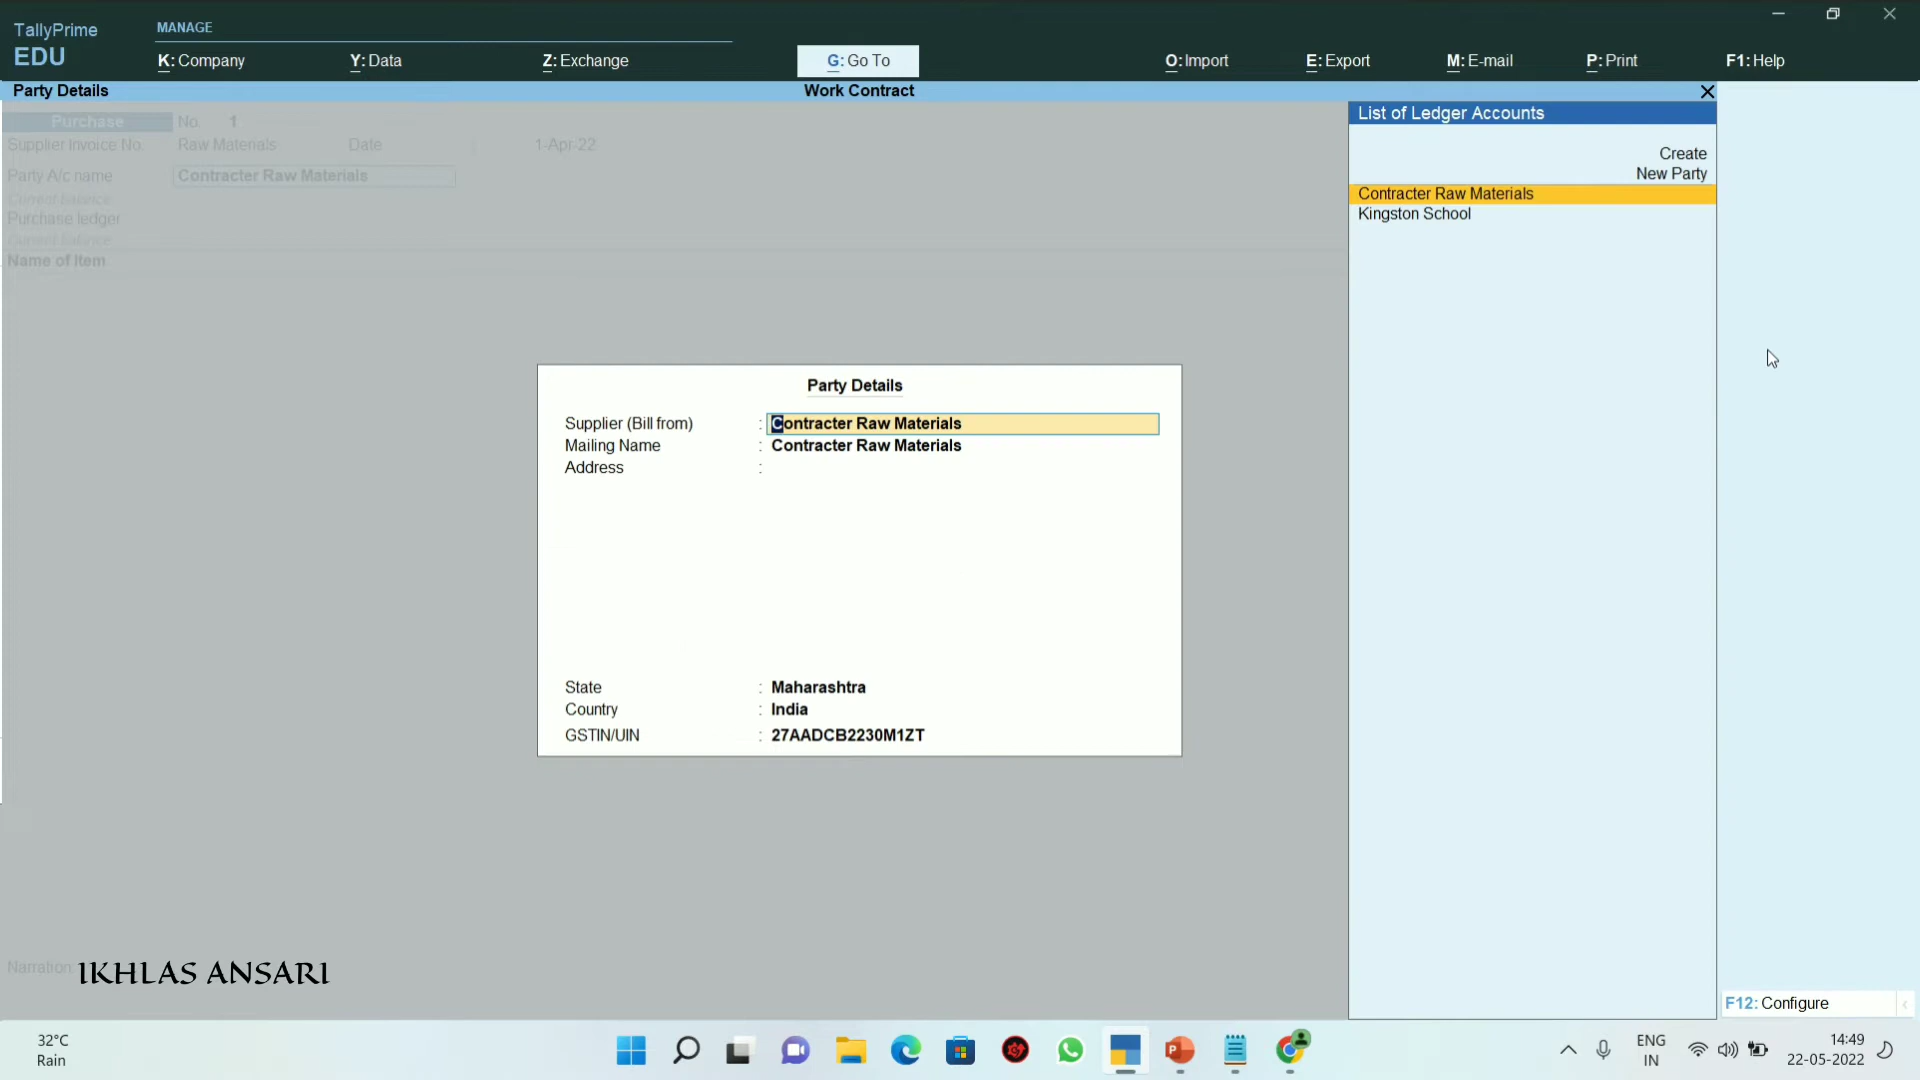 TallyPrime
EDU
MANAGE
K: Company
Y: Data
Z: Exchange
G: Go To
O: Import
E: Export
M: E-mail
P: Print
F1: Help
Party Details
Work Contract
Purchase
No. 1
Supplier Invoice No. Raw Materials
Date : 1-Apr-22
Party A/c name
Contracter Raw Materials
Current balance
Purchase ledger
Current balance
Name of Item
List of Ledger Accounts
Create
New Party
Contracter Raw Materials
Kingston School
Party Details
Supplier (Bill from) : Contracter Raw Materials
Mailing Name : Contracter Raw Materials
Address :
State : Maharashtra
Country : India
GSTIN/UIN : 27AADCB2230M1ZT
Narration
IKHLAS ANSARI
F12: Configure
32°C
Rain
ENG
IN
14:49
22-05-2022